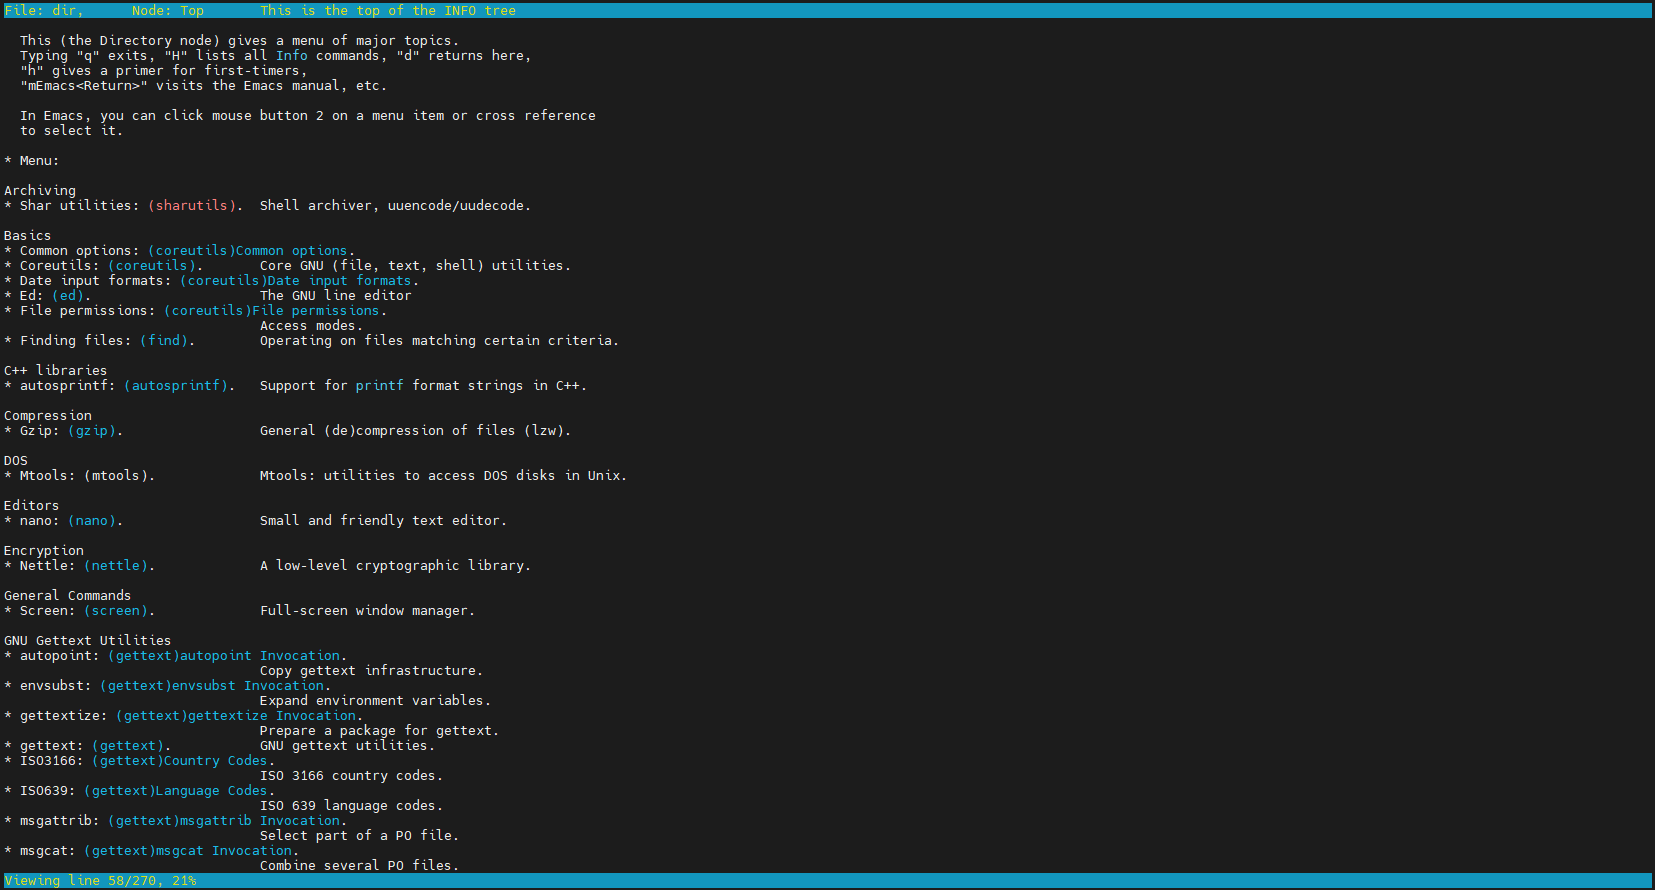 File: dir,      Node: Top       This is the top of the INFO tree

  This (the Directory node) gives a menu of major topics.
  Typing "q" exits, "H" lists all Info commands, "d" returns here,
  "h" gives a primer for first-timers,
  "mEmacs<Return>" visits the Emacs manual, etc.

  In Emacs, you can click mouse button 2 on a menu item or cross reference
  to select it.

* Menu:

Archiving
* Shar utilities: (sharutils).  Shell archiver, uuencode/uudecode.

Basics
* Common options: (coreutils)Common options.
* Coreutils: (coreutils).       Core GNU (file, text, shell) utilities.
* Date input formats: (coreutils)Date input formats.
* Ed: (ed).                     The GNU line editor
* File permissions: (coreutils)File permissions.
                                Access modes.
* Finding files: (find).        Operating on files matching certain criteria.

C++ libraries
* autosprintf: (autosprintf).   Support for printf format strings in C++.

Compression
* Gzip: (gzip).                 General (de)compression of files (lzw).

DOS
* Mtools: (mtools).             Mtools: utilities to access DOS disks in Unix.

Editors
* nano: (nano).                 Small and friendly text editor.

Encryption
* Nettle: (nettle).             A low-level cryptographic library.

General Commands
* Screen: (screen).             Full-screen window manager.

GNU Gettext Utilities
* autopoint: (gettext)autopoint Invocation.
                                Copy gettext infrastructure.
* envsubst: (gettext)envsubst Invocation.
                                Expand environment variables.
* gettextize: (gettext)gettextize Invocation.
                                Prepare a package for gettext.
* gettext: (gettext).           GNU gettext utilities.
* ISO3166: (gettext)Country Codes.
                                ISO 3166 country codes.
* ISO639: (gettext)Language Codes.
                                ISO 639 language codes.
* msgattrib: (gettext)msgattrib Invocation.
                                Select part of a PO file.
* msgcat: (gettext)msgcat Invocation.
                                Combine several PO files.
Viewing line 58/270, 21%